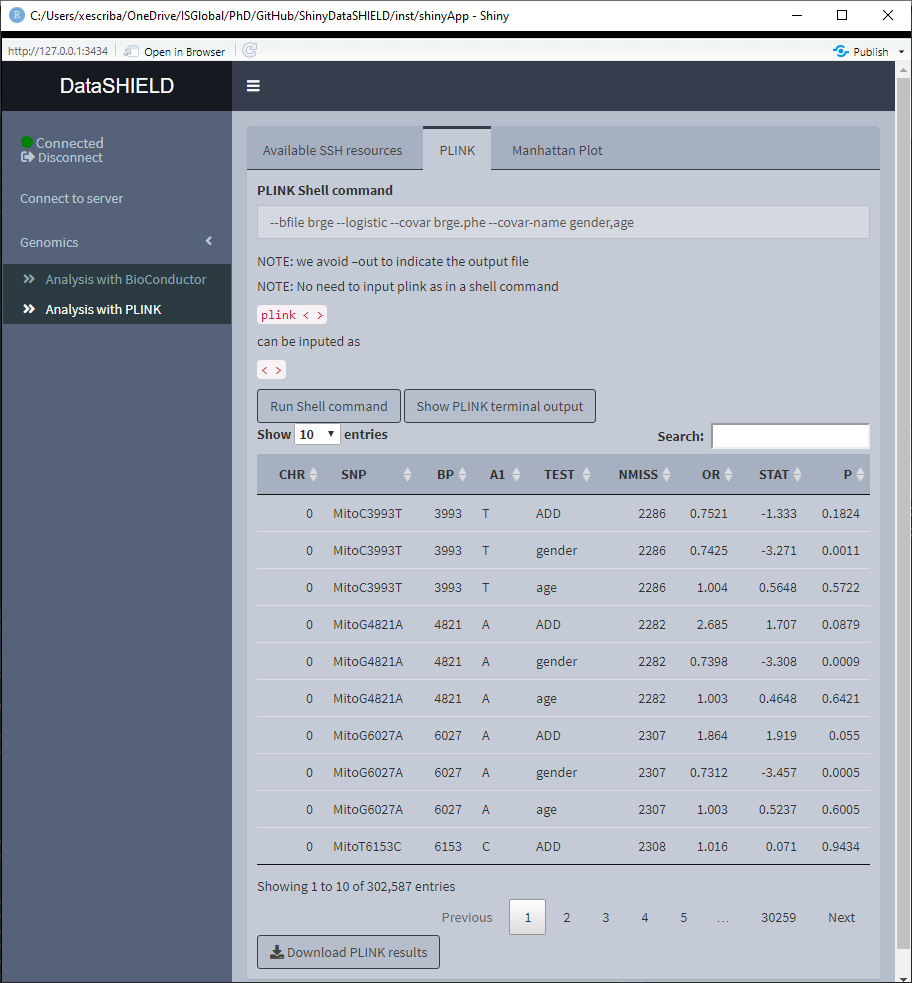 C:/Users/xescriba/OneDrive/ISGlobal/PhD/GitHub/ShinyDataSHIELD/inst/shinyApp - Shiny
http://127.0.0.1:3434 Open in Browser Publish
DataSHIELD
Connected
Disconnect
Connect to server
Genomics
Analysis with BioConductor
Analysis with PLINK
Available SSH resources PLINK Manhattan Plot
PLINK Shell command
--bfile brge --logistic --covar brge.phe --covar-name gender,age
NOTE: we avoid –out to indicate the output file
NOTE: No need to input plink as in a shell command
plink < >
can be inputed as
< >
Run Shell command Show PLINK terminal output
Show 10 entries Search:
CHR SNP BP A1 TEST NMISS OR STAT P
0 MitoC3993T 3993 T ADD 2286 0.7521 -1.333 0.1824
0 MitoC3993T 3993 T gender 2286 0.7425 -3.271 0.0011
0 MitoC3993T 3993 T age 2286 1.004 0.5648 0.5722
0 MitoG4821A 4821 A ADD 2282 2.685 1.707 0.0879
0 MitoG4821A 4821 A gender 2282 0.7398 -3.308 0.0009
0 MitoG4821A 4821 A age 2282 1.003 0.4648 0.6421
0 MitoG6027A 6027 A ADD 2307 1.864 1.919 0.055
0 MitoG6027A 6027 A gender 2307 0.7312 -3.457 0.0005
0 MitoG6027A 6027 A age 2307 1.003 0.5237 0.6005
0 MitoT6153C 6153 C ADD 2308 1.016 0.071 0.9434
Showing 1 to 10 of 302,587 entries
Previous 1 2 3 4 5 … 30259 Next
Download PLINK results